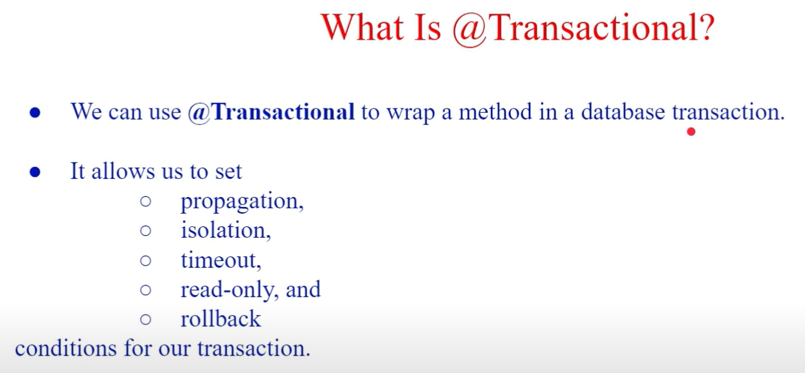 What Is @Transactional?
● We can use @Transactional to wrap a method in a database transaction.
● It allows us to set
○ propagation,
○ isolation,
○ timeout,
○ read-only, and
○ rollback
conditions for our transaction.